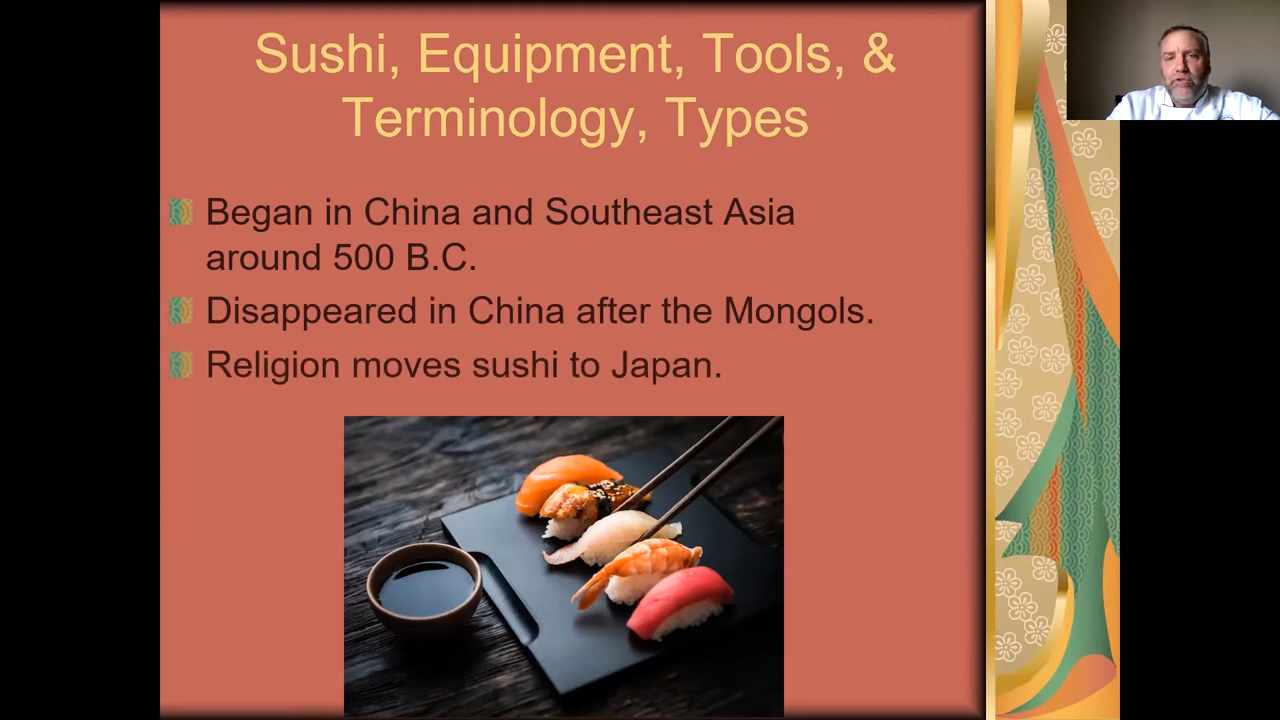 Sushi, Equipment, Tools, &
Terminology, Types
Began in China and Southeast Asia
around 500 B.C.
Disappeared in China after the Mongols.
Religion moves sushi to Japan.